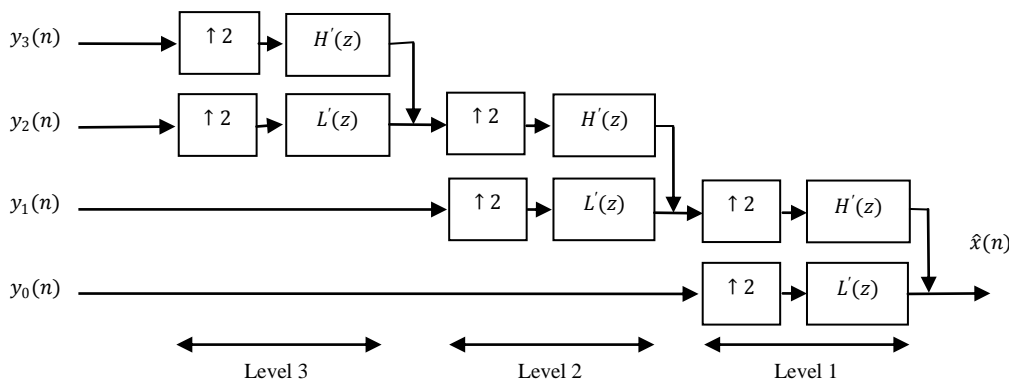 y₃(n) ↑ 2 H′(z)
y₂(n) ↑ 2 L′(z) ↑ 2 H′(z)
y₁(n) ↑ 2 L′(z) ↑ 2 H′(z)
x̂(n)
y₀(n) ↑ 2 L′(z)
Level 3 Level 2 Level 1